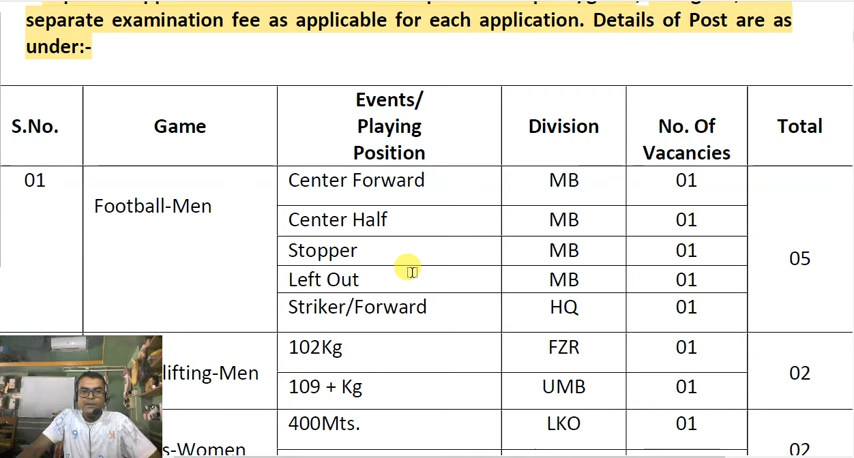 separate examination fee as applicable for each application. Details of Post are as
under:-
S.No. Game Events/ Playing Position Division No. Of Vacancies Total
01 Football-Men Center Forward MB 01 05
Center Half MB 01
Stopper MB 01
Left Out MB 01
Striker/Forward HQ 01
lifting-Men 102Kg FZR 01 02
109 + Kg UMB 01
s-Women 400Mts. LKO 01 02